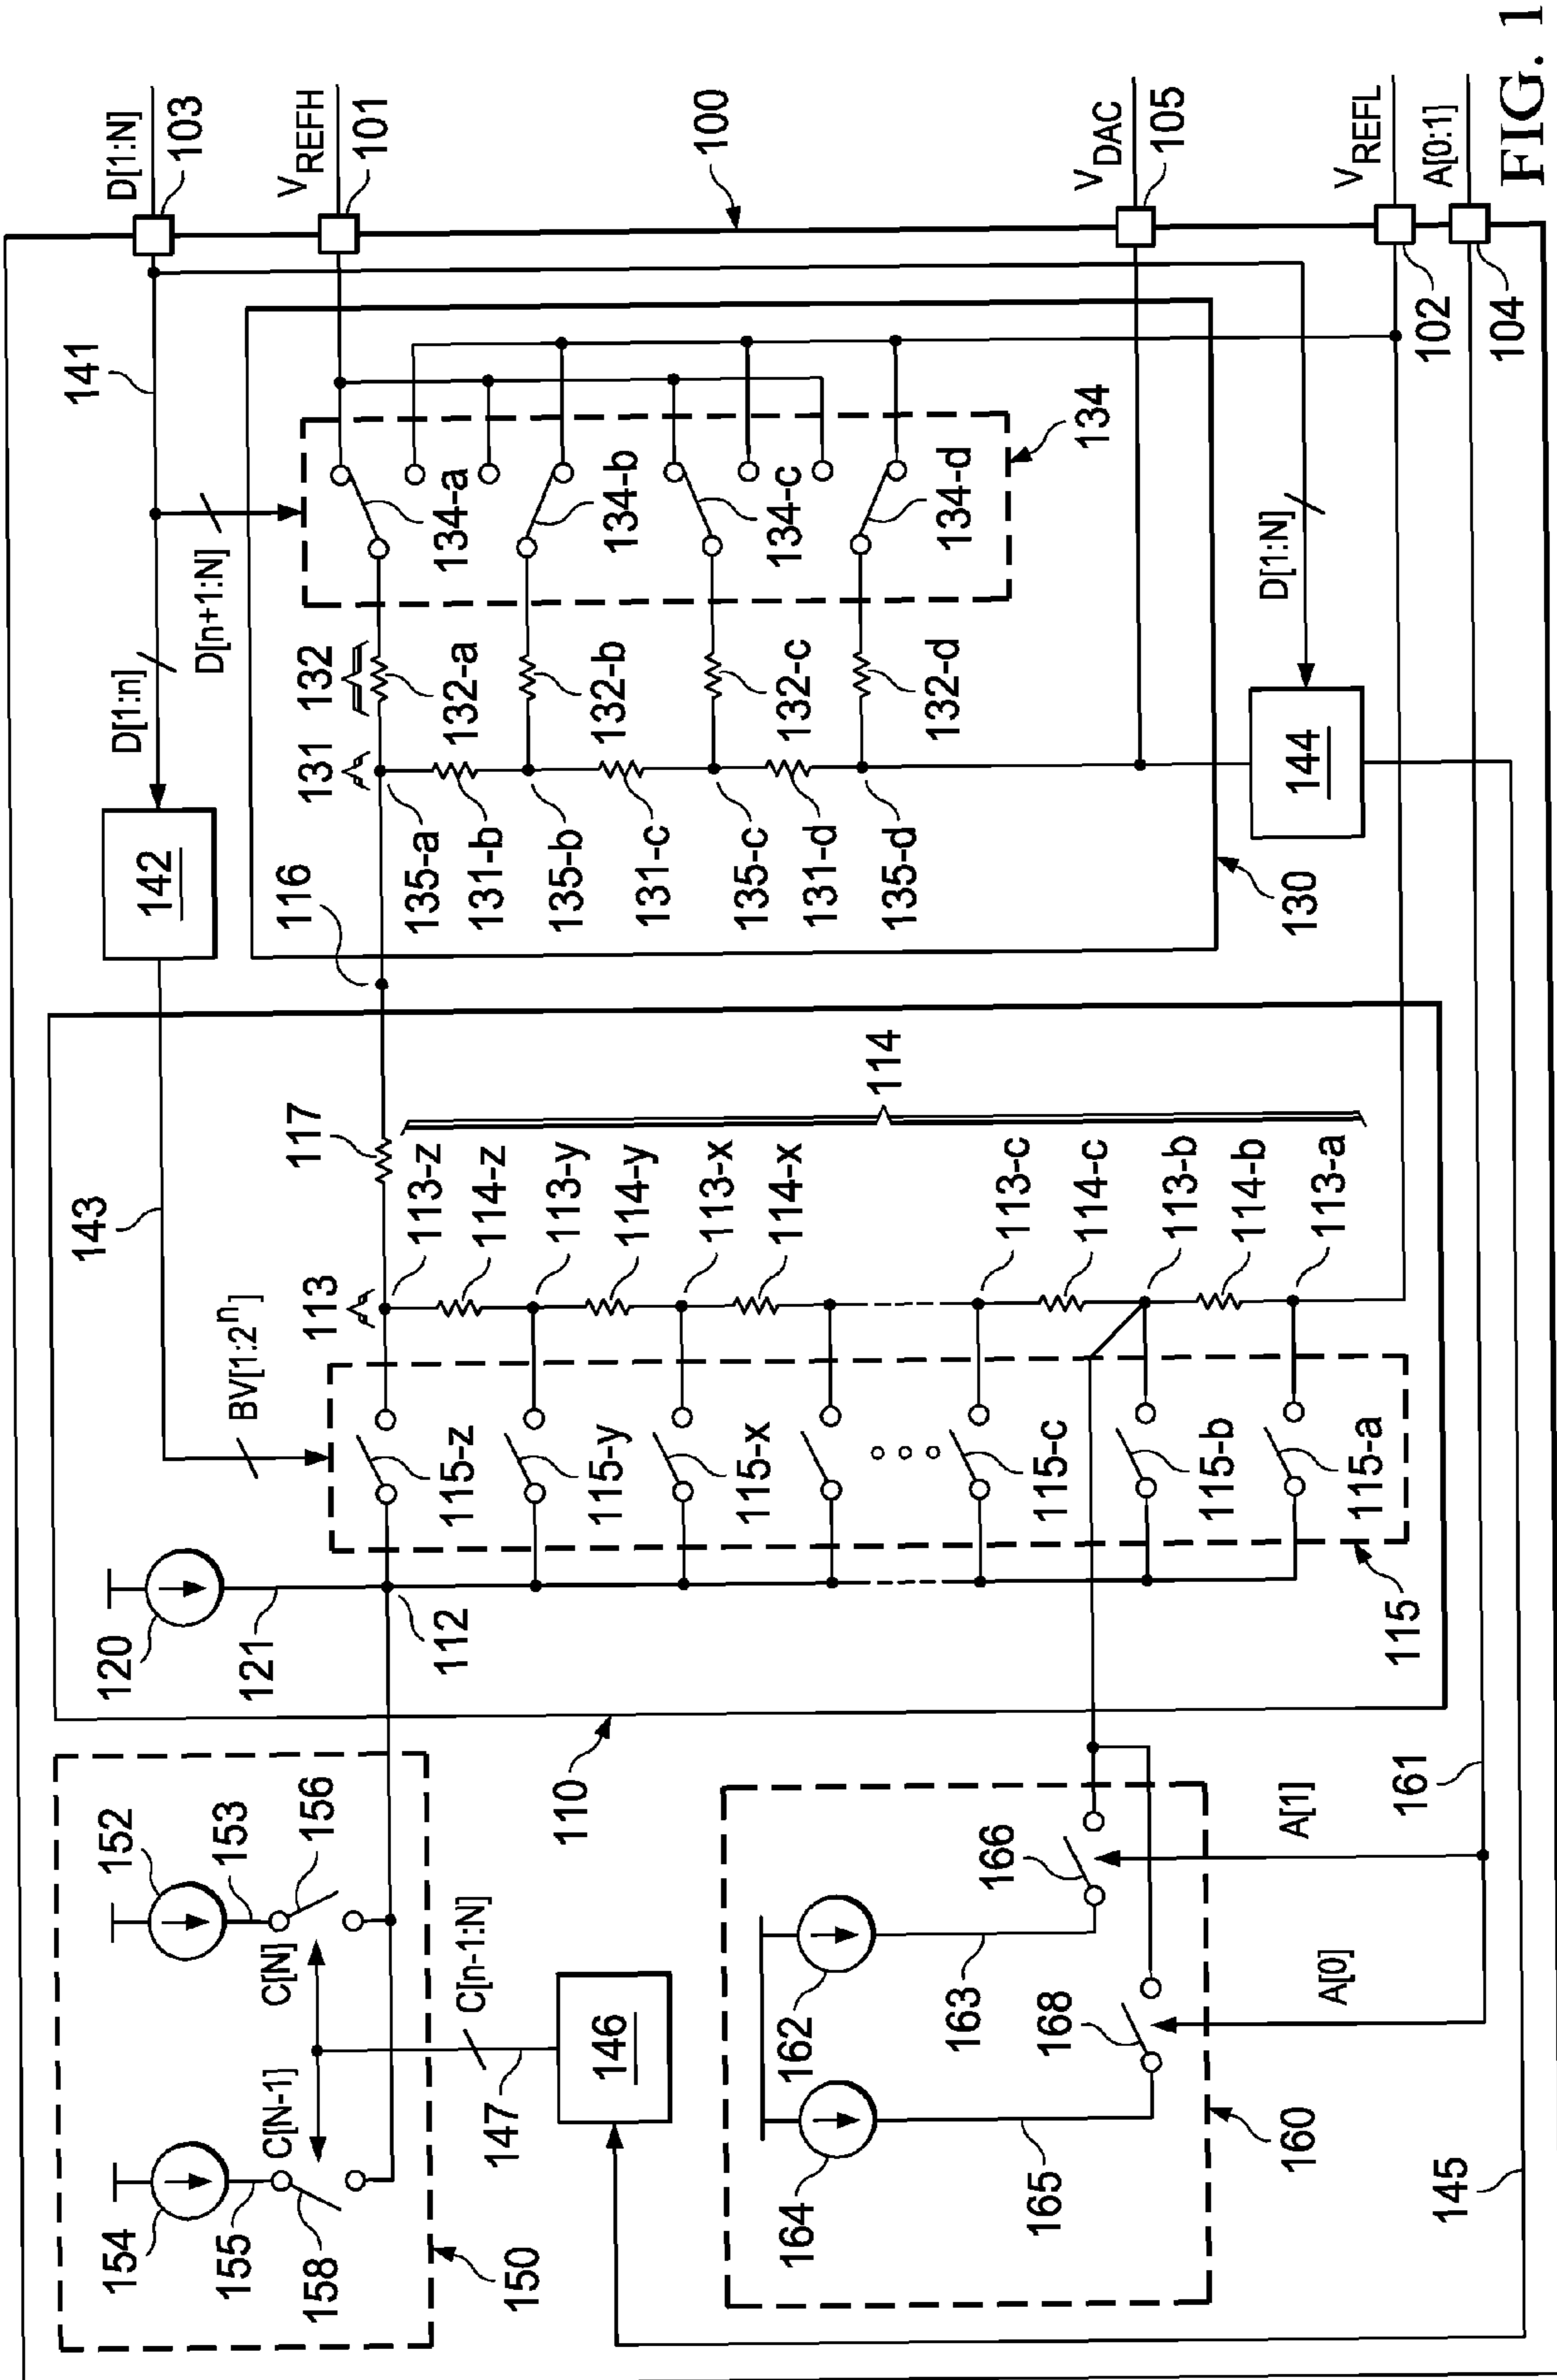 D[1:N]
103
V REFH
101
100
V DAC
105
V REFL
A[0:1]
FIG. 1
141
102
104
D[1:n]
D[n+1:N]
134
134-a
134-b
134-c
134-d
D[1:N]
131
132
132-a
132-b
132-c
132-d
142
116
135-a
131-b
135-b
131-c
135-c
131-d
135-d
144
130
143
117
114
113
113-z
114-z
113-y
114-y
113-x
114-x
113-c
114-c
113-b
114-b
113-a
BV[1:2ⁿ]
115-z
115-y
115-x
115-c
115-b
115-a
120
121
112
115
110
152
153
156
C[N]
C[n-1:N]
C[N-1]
147
146
154
155
158
150
162
163
166
164
165
168
160
161
A[1]
A[0]
145